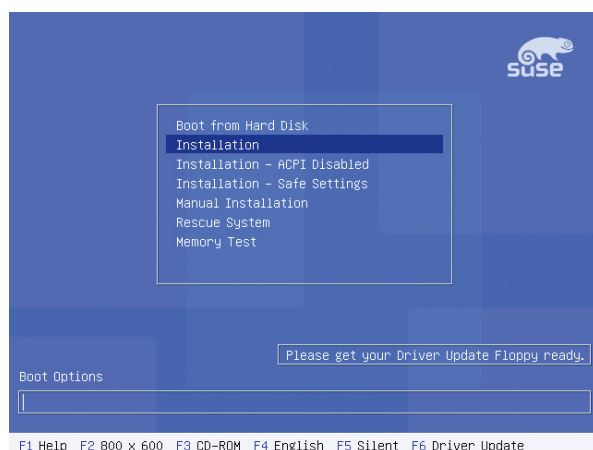 SUSE
Boot from Hard Disk
Installation
Installation - ACPI Disabled
Installation - Safe Settings
Manual Installation
Rescue System
Memory Test
Please get your Driver Update Floppy ready.
Boot Options
F1 Help F2 800 x 600 F3 CD-ROM F4 English F5 Silent F6 Driver Update